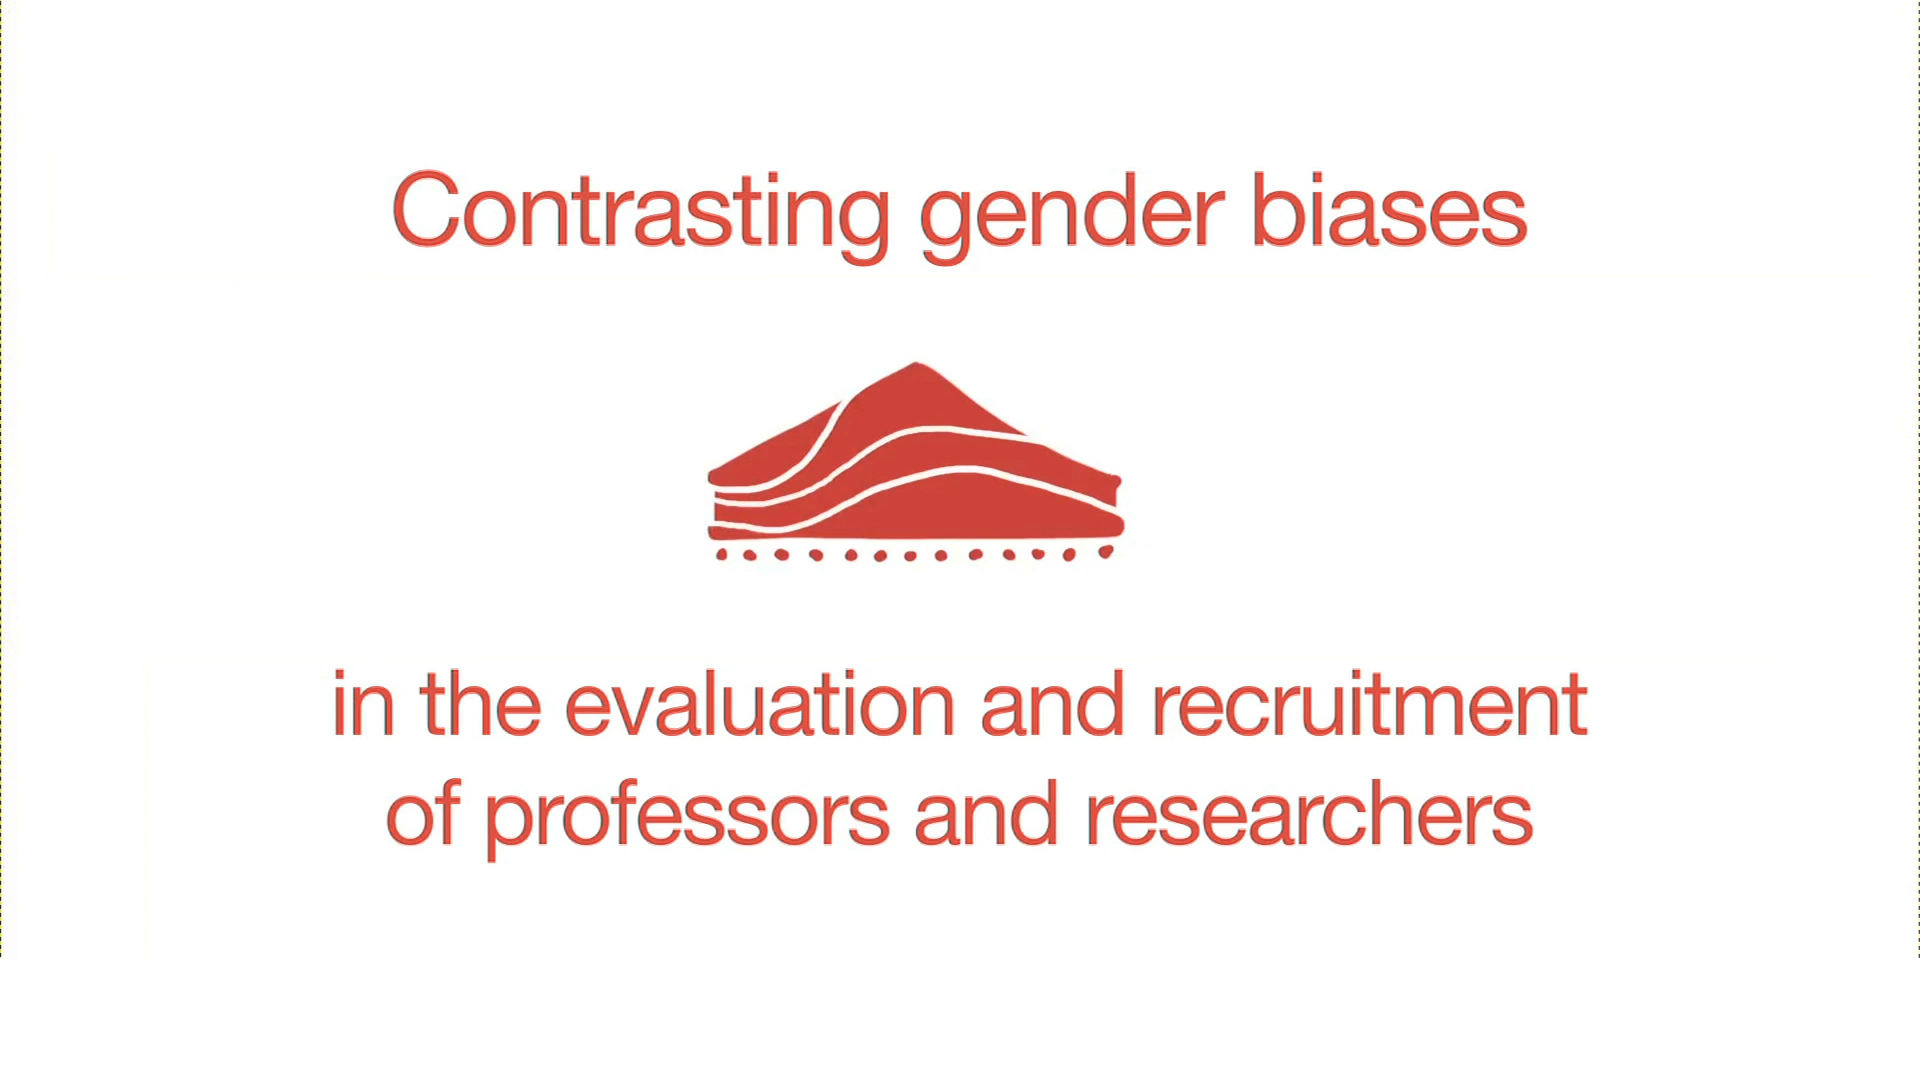 Contrasting gender biases
in the evaluation and recruitment
of professors and researchers